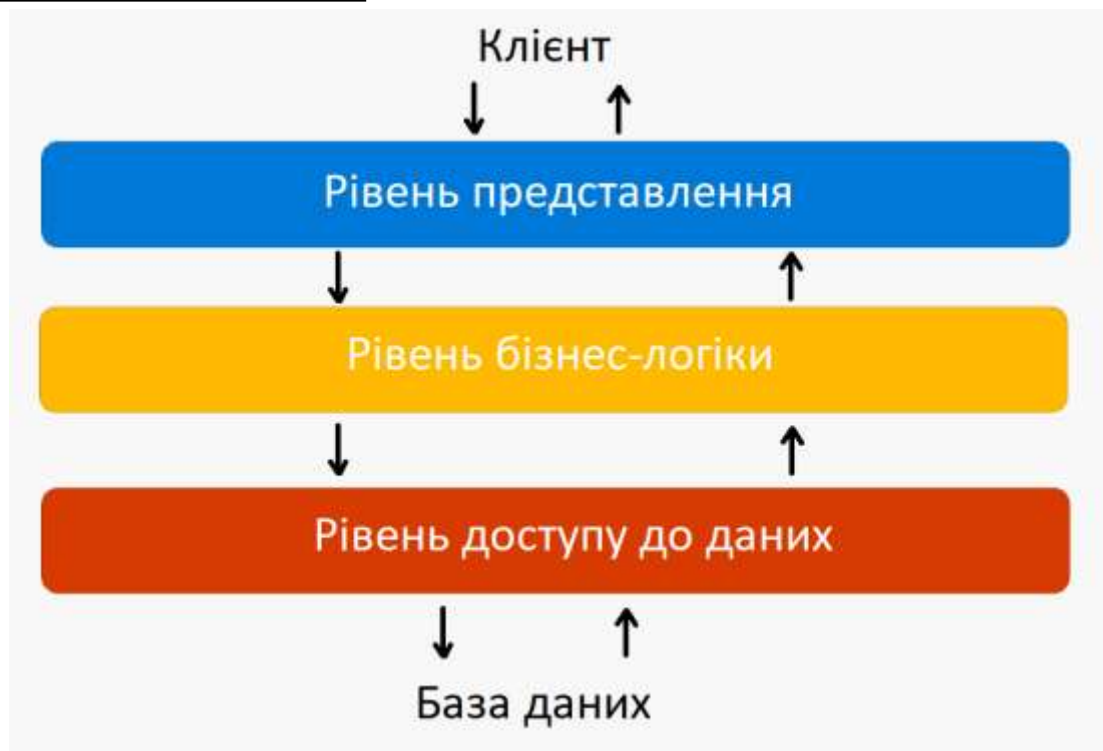 Клієнт
Рівень представлення
Рівень бізнес-логіки
Рівень доступу до даних
База даних